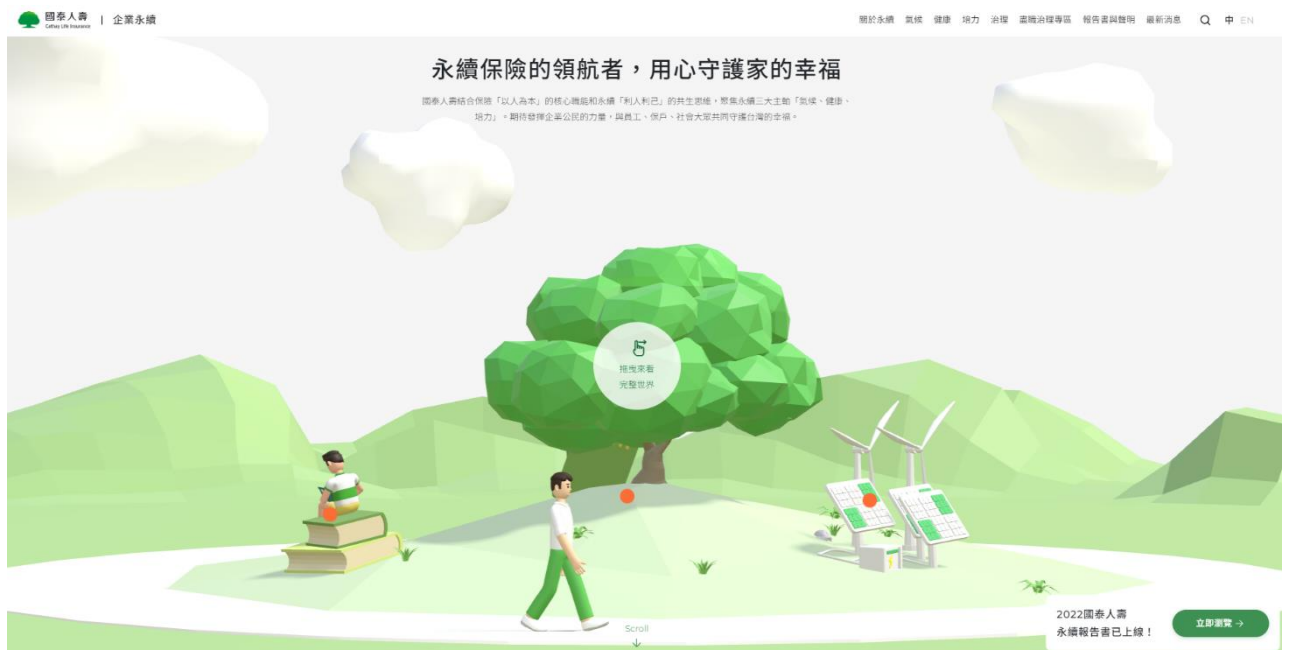 國泰人壽
Cathay Life Insurance
企業永續
關於永續 氣候 健康 培力 治理 盡職治理專區 報告書與聲明 最新消息 中 EN
永續保險的領航者，用心守護家的幸福
國泰人壽結合保險「以人為本」的核心職能和永續「利人利己」的共生思維，聚焦永續三大主軸「氣候、健康、
培力」。期待發揮企業公民的力量，與員工、保戶、社會大眾共同守護台灣的幸福。
拖曳來看
完整世界
Scroll
2022國泰人壽
永續報告書已上線！
立即瀏覽